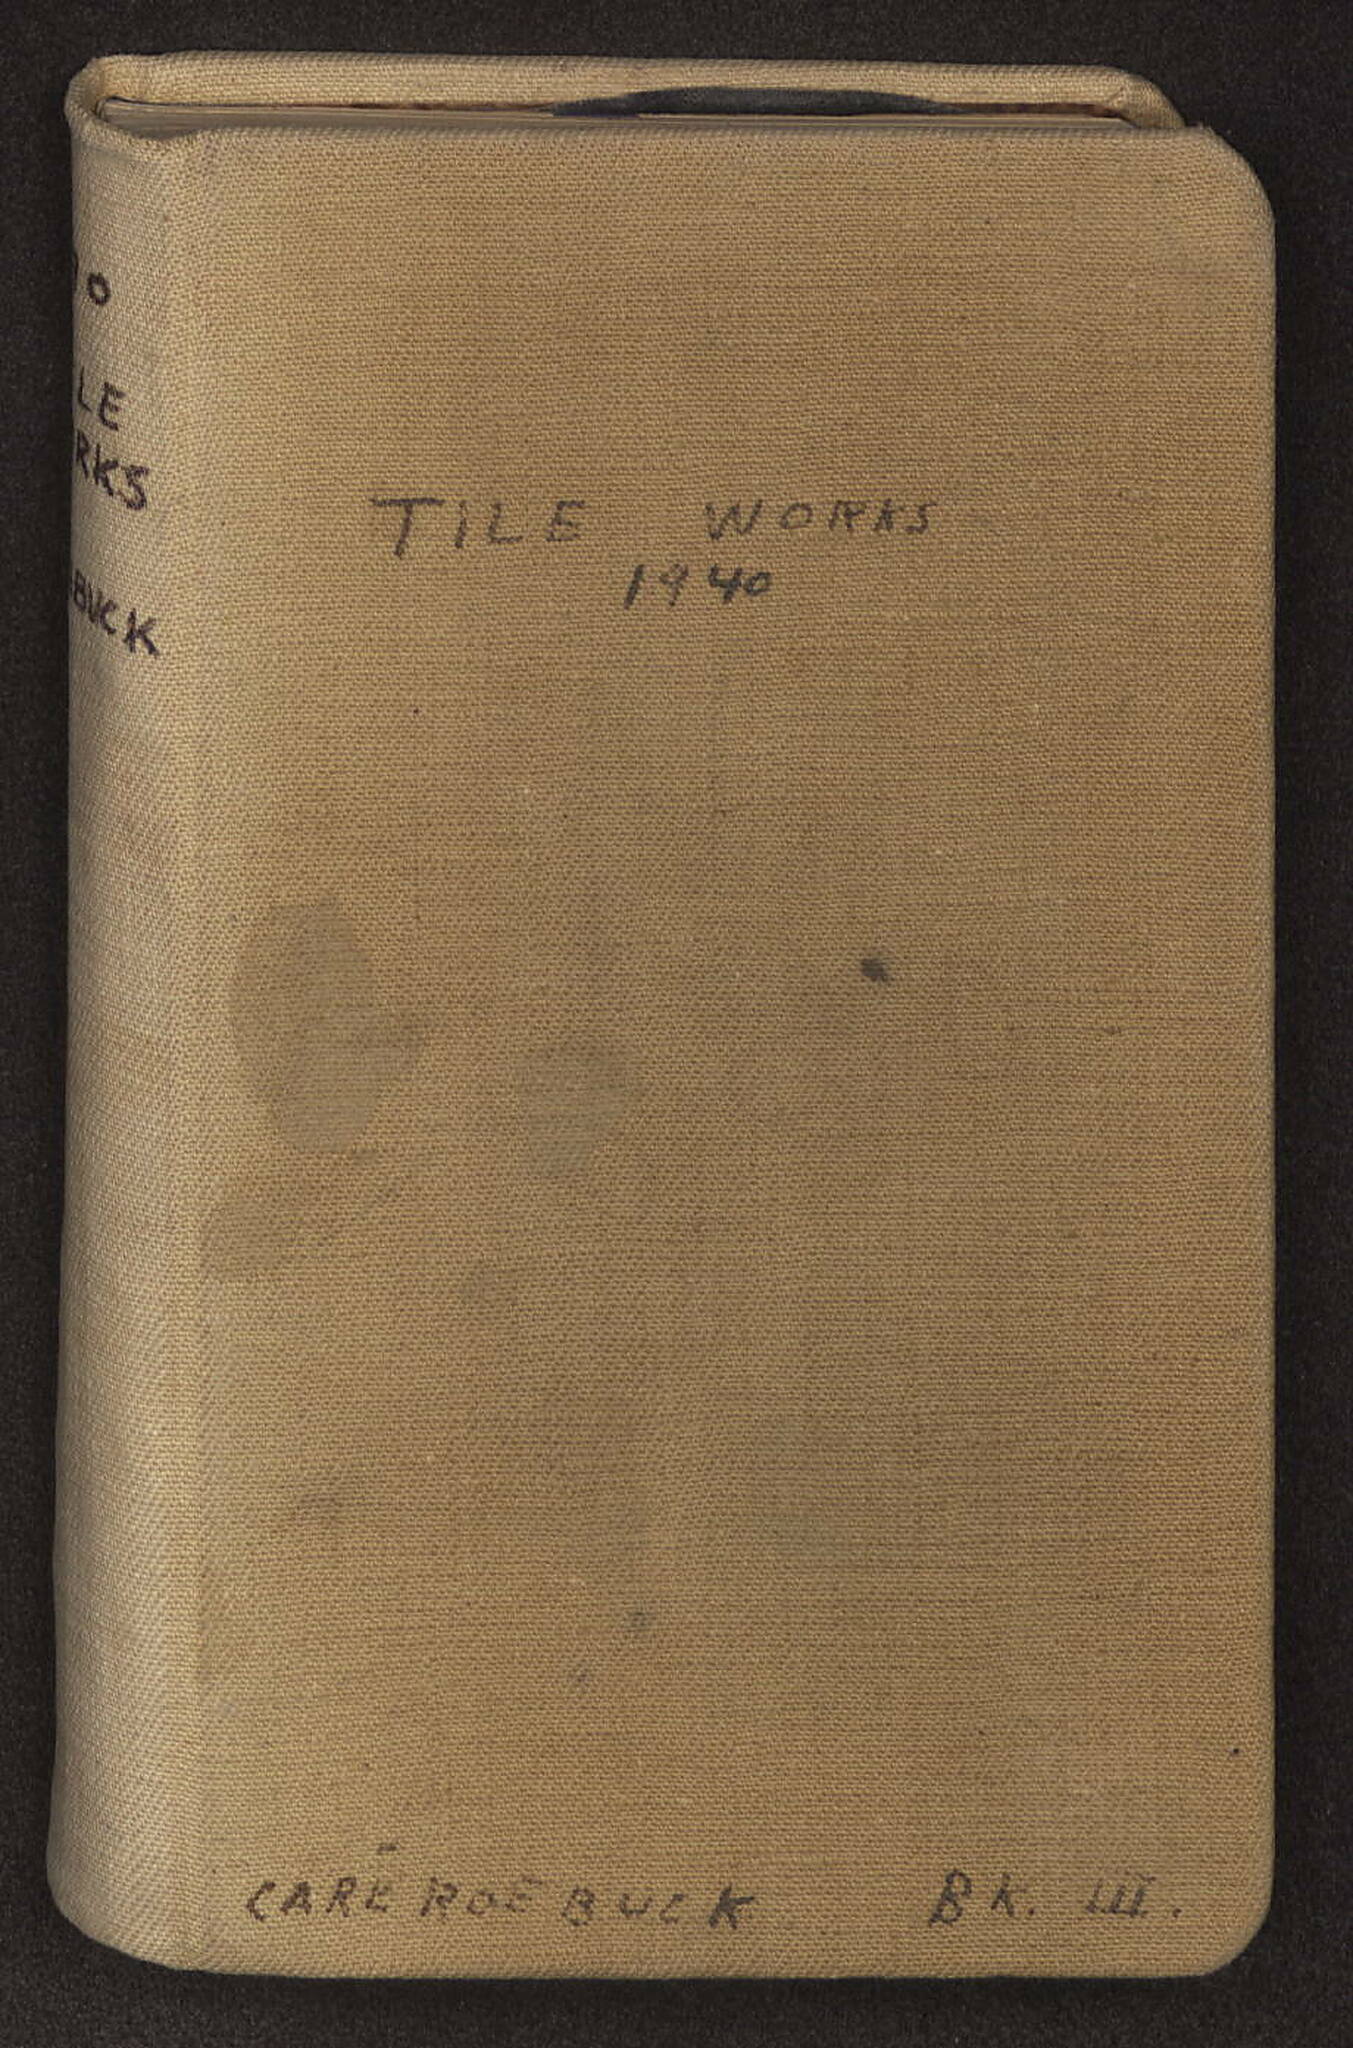 TILE WORKS
1940
CARL ROEBUCK BK. III.
O
LE
RKS
BUCK